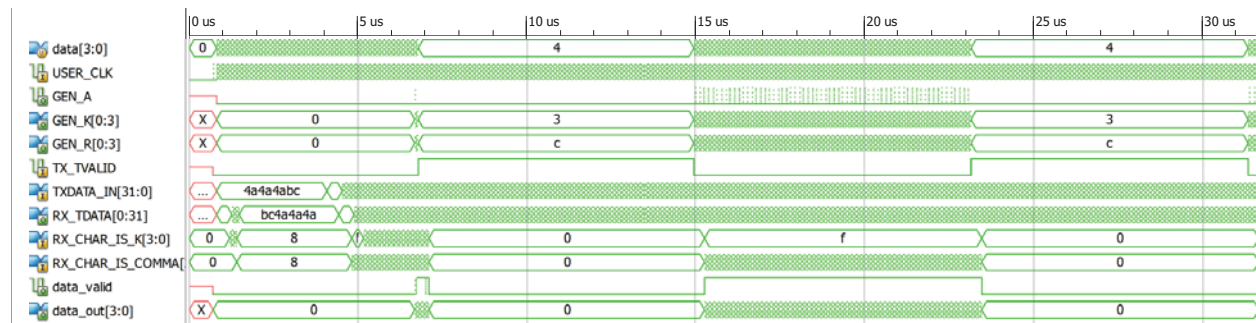 0 us 5 us 10 us 15 us 20 us 25 us 30 us
data[3:0] 0 4 4
USER_CLK
GEN_A
GEN_K[0:3] X 0 3 3
GEN_R[0:3] X 0 c c
TX_TVALID
TXDATA_IN[31:0] ... 4a4a4abc
RX_TDATA[0:31] ... bc4a4a4a
RX_CHAR_IS_K[3:0] 0 8 f 0 f 0
RX_CHAR_IS_COMMA[ 0 8 0 0
data_valid
data_out[3:0] X 0 0 0